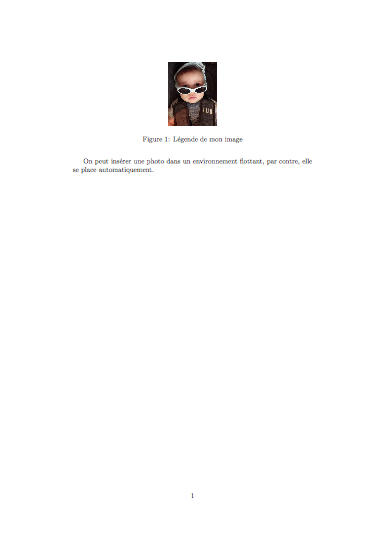 Figure 1: Légende de mon image
On peut insérer une photo dans un environnement flottant, par contre, elle
se place automatiquement.
1